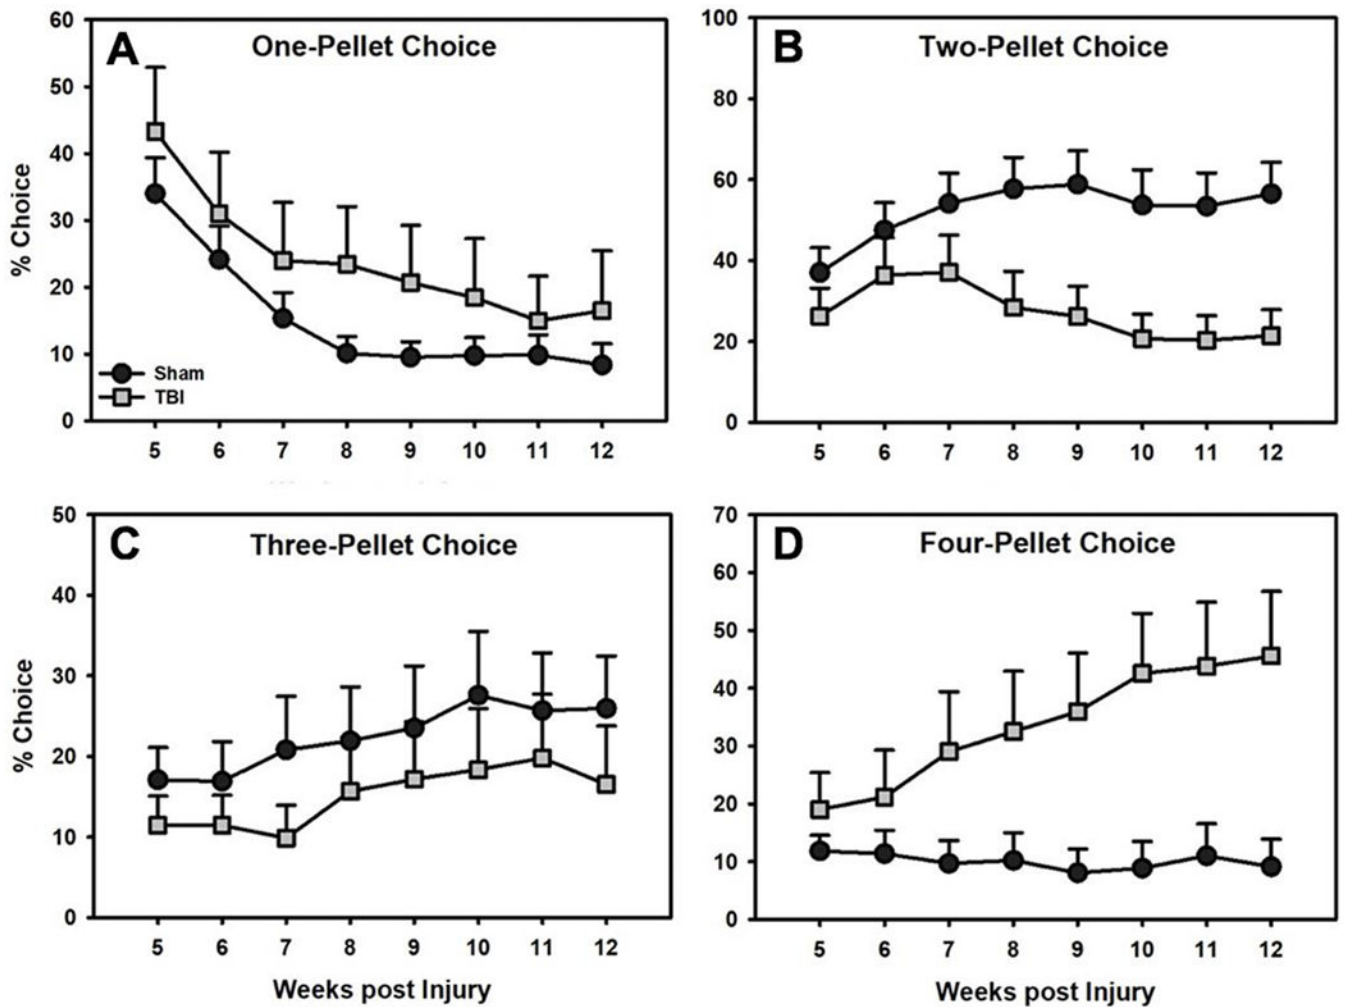 A One-Pellet Choice
60
50
40
30
20
10
0
% Choice
Sham
TBI
5 6 7 8 9 10 11 12
B Two-Pellet Choice
100
80
60
40
20
0
5 6 7 8 9 10 11 12
C Three-Pellet Choice
50
40
30
20
10
0
% Choice
5 6 7 8 9 10 11 12
Weeks post Injury
D Four-Pellet Choice
70
60
50
40
30
20
10
0
5 6 7 8 9 10 11 12
Weeks post Injury